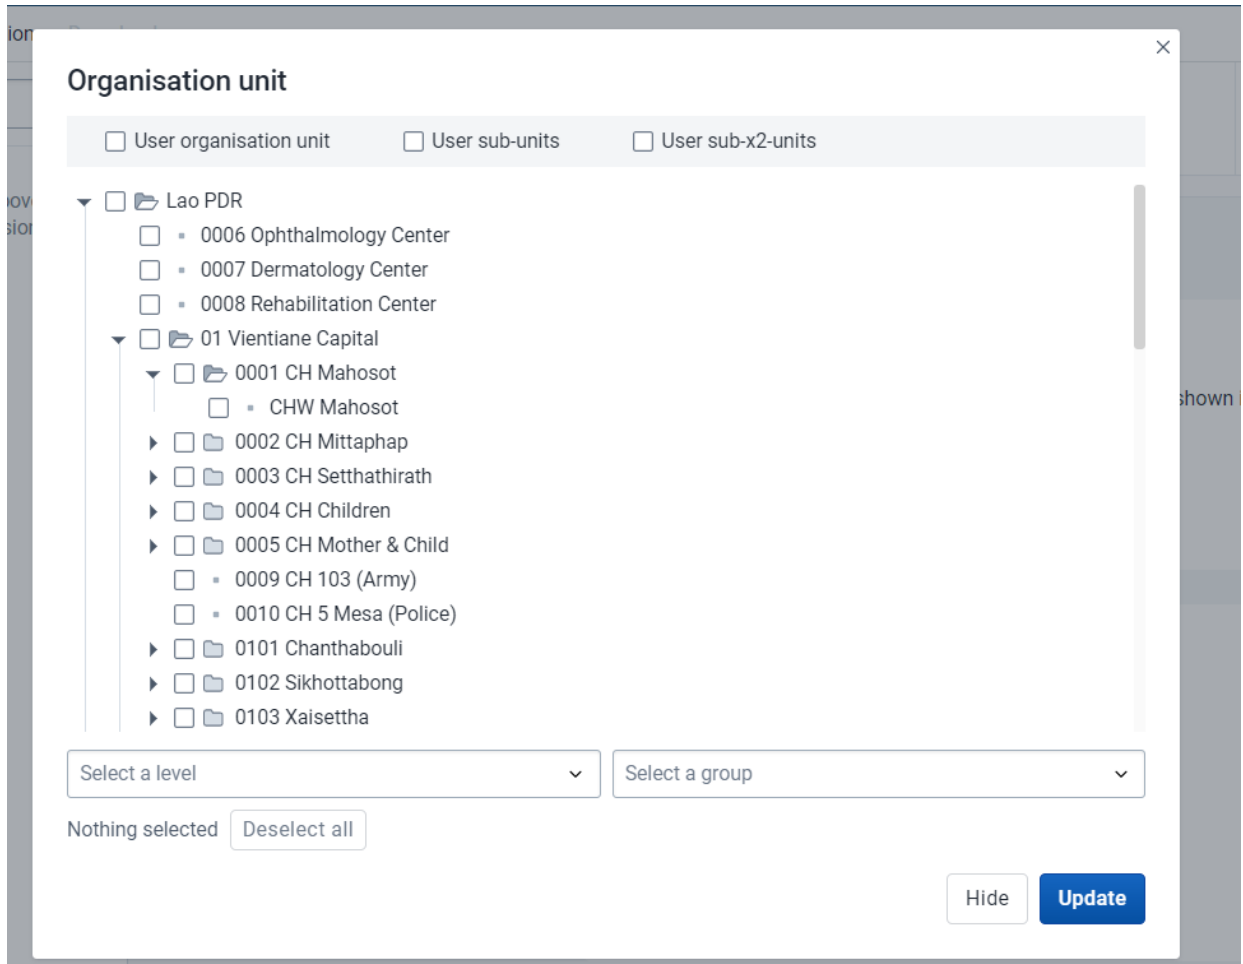 ion
Organisation unit
User organisation unit User sub-units User sub-x2-units
Lao PDR
0006 Ophthalmology Center
0007 Dermatology Center
0008 Rehabilitation Center
01 Vientiane Capital
0001 CH Mahosot
CHW Mahosot
0002 CH Mittaphap
0003 CH Setthathirath
0004 CH Children
0005 CH Mother & Child
0009 CH 103 (Army)
0010 CH 5 Mesa (Police)
0101 Chanthabouli
0102 Sikhottabong
0103 Xaisettha
shown
Select a level Select a group
Nothing selected Deselect all
Hide Update